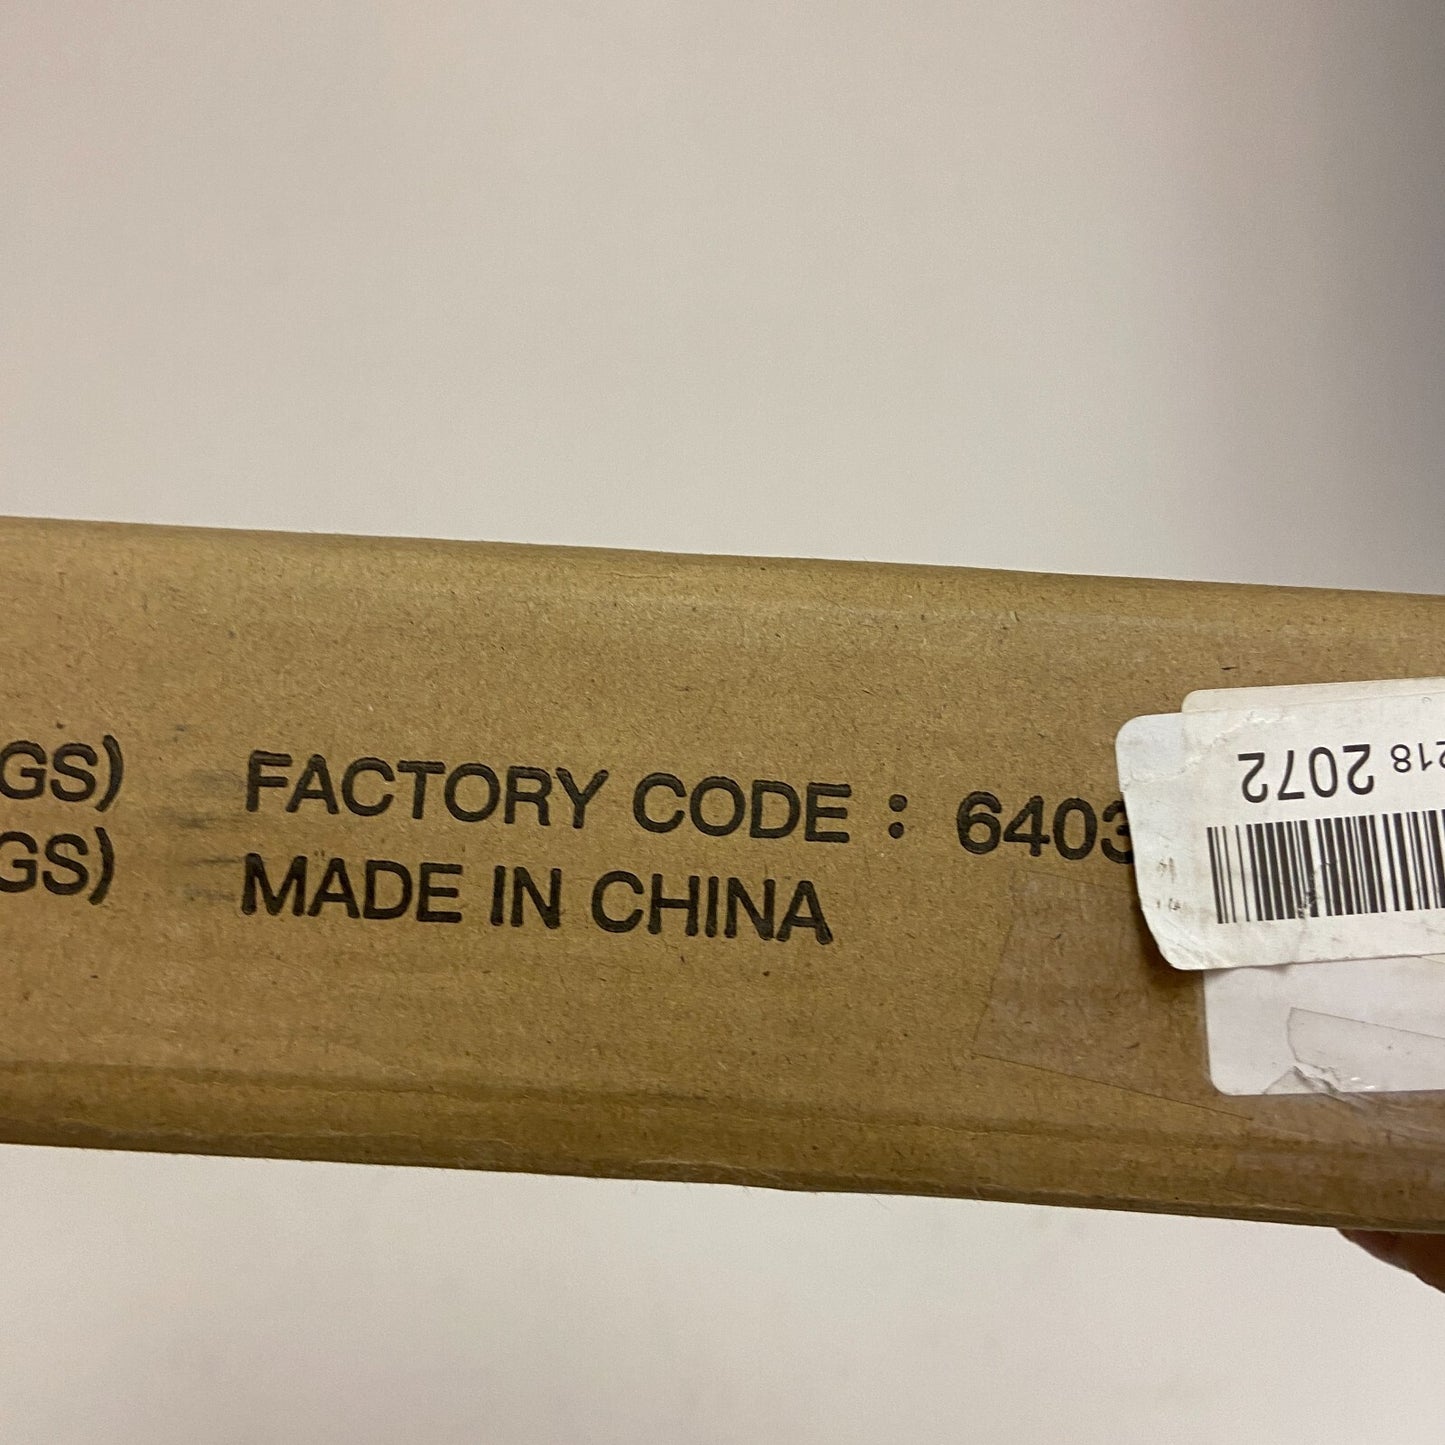 GS) FACTORY CODE : 6403
GS) MADE IN CHINA
218 2072